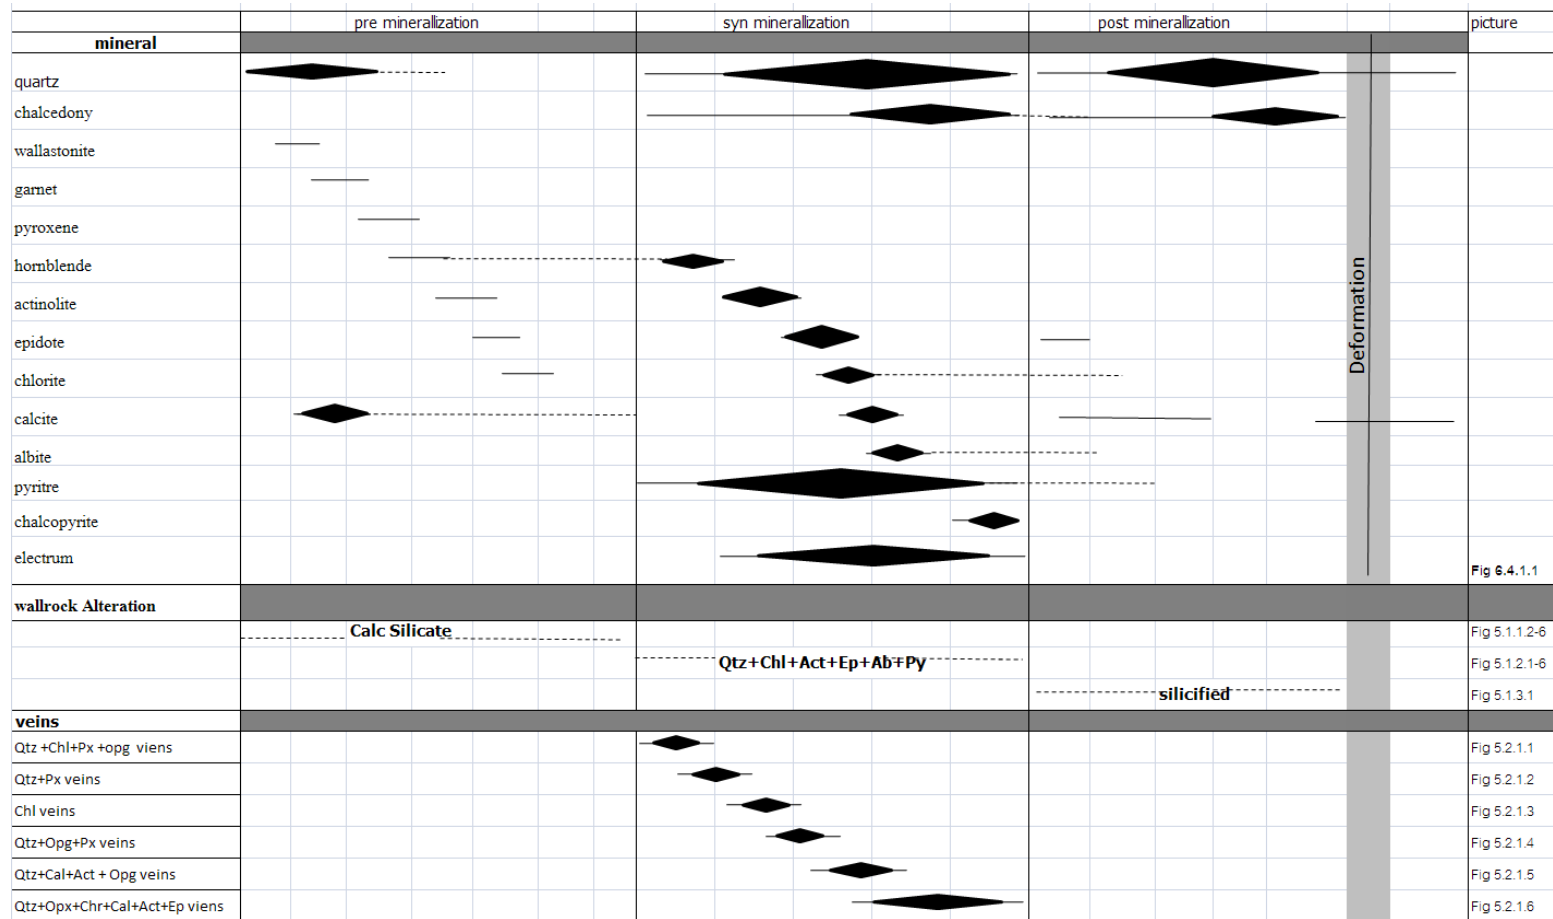 pre minerallization syn minerallization post minerallization picture
mineral
quartz
chalcedony
wallastonite
garnet
pyroxene
hornblende
actinolite
epidote
chlorite
calcite
albite
pyritre
chalcopyrite
electrum
Deformation
Fig 6.4.1.1
wallrock Alteration
Calc Silicate Fig 5.1.1.2-6
Qtz+Chl+Act+Ep+Ab+Py Fig 5.1.2.1-6
silicified Fig 5.1.3.1
veins
Qtz +Chl+Px +opg viens Fig 5.2.1.1
Qtz+Px veins Fig 5.2.1.2
Chl veins Fig 5.2.1.3
Qtz+Opg+Px veins Fig 5.2.1.4
Qtz+Cal+Act + Opg veins Fig 5.2.1.5
Qtz+Opx+Chr+Cal+Act+Ep viens Fig 5.2.1.6